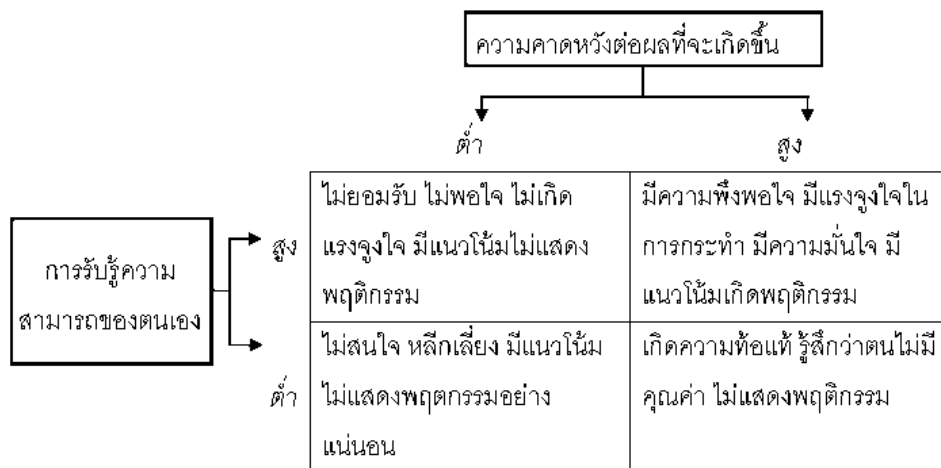 ความคาดหวังต่อผลที่จะเกิดขึ้น
ต่ำ
สูง
การรับรู้ความ
สามารถของตนเอง
สูง
ไม่ยอมรับ ไม่พอใจ ไม่เกิด
แรงจูงใจ มีแนวโน้มไม่แสดง
พฤติกรรม
มีความพึงพอใจ มีแรงจูงใจใน
การกระทำ มีความมั่นใจ มี
แนวโน้มเกิดพฤติกรรม
ต่ำ
ไม่สนใจ หลีกเลี่ยง มีแนวโน้ม
ไม่แสดงพฤตกรรมอย่าง
แน่นอน
เกิดความท้อแท้ รู้สึกว่าตนไม่มี
คุณค่า ไม่แสดงพฤติกรรม